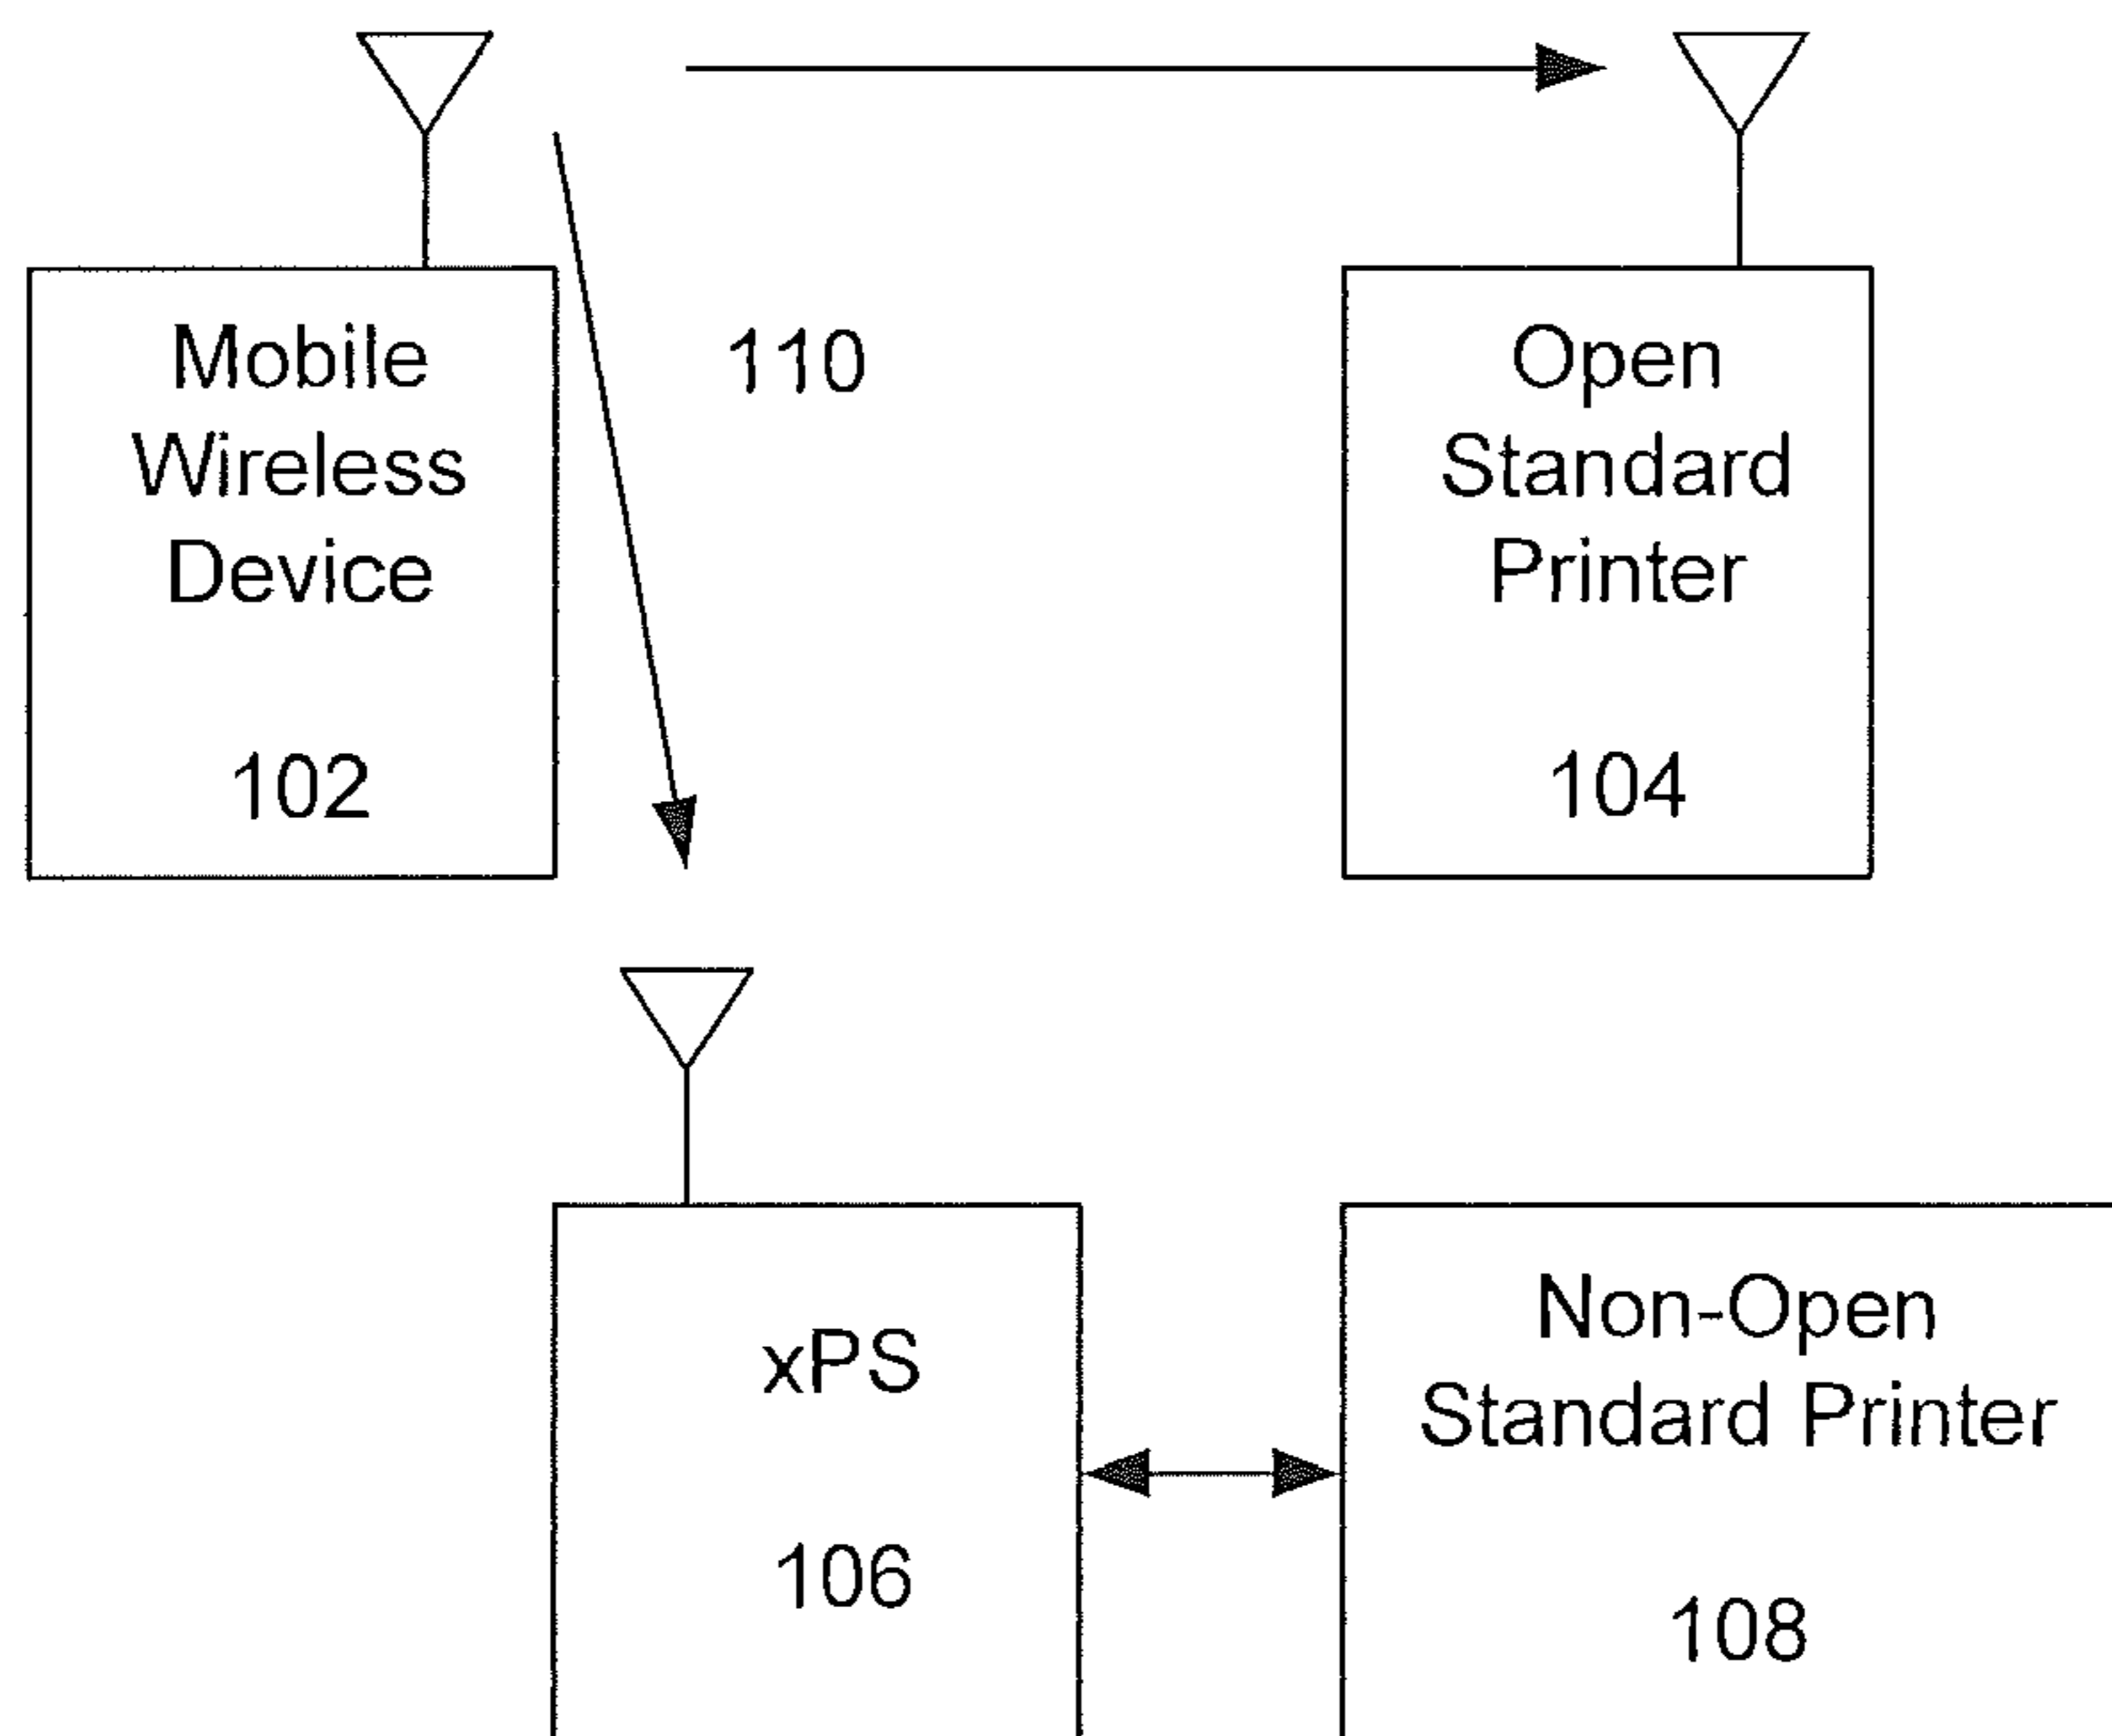 Mobile
Wireless
Device
102
110
Open
Standard
Printer
104
xPS
106
Non-Open
Standard Printer
108